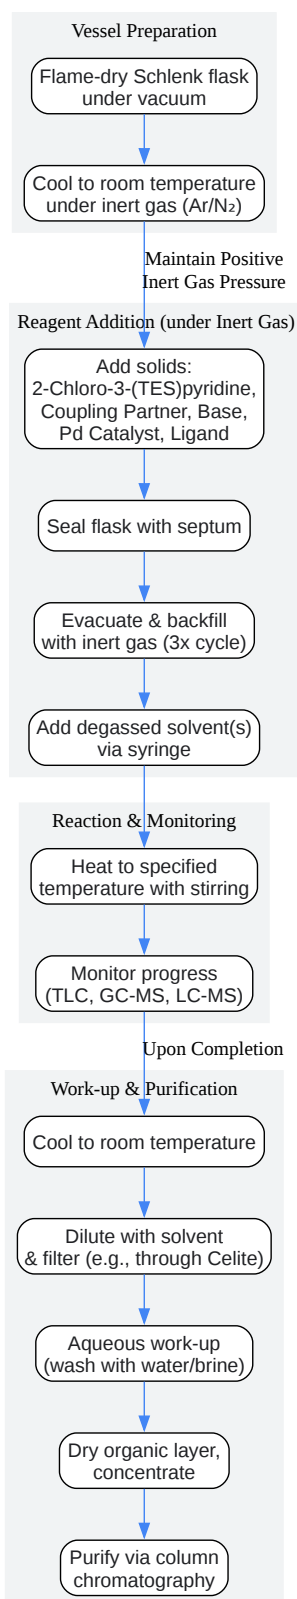 Vessel Preparation
Flame-dry Schlenk flask
under vacuum
Cool to room temperature
under inert gas (Ar/N₂)
Maintain Positive
Inert Gas Pressure
Reagent Addition (under Inert Gas)
Add solids:
2-Chloro-3-(TES)pyridine,
Coupling Partner, Base,
Pd Catalyst, Ligand
Seal flask with septum
Evacuate & backfill
with inert gas (3x cycle)
Add degassed solvent(s)
via syringe
Reaction & Monitoring
Heat to specified
temperature with stirring
Monitor progress
(TLC, GC-MS, LC-MS)
Upon Completion
Work-up & Purification
Cool to room temperature
Dilute with solvent
& filter (e.g., through Celite)
Aqueous work-up
(wash with water/brine)
Dry organic layer,
concentrate
Purify via column
chromatography